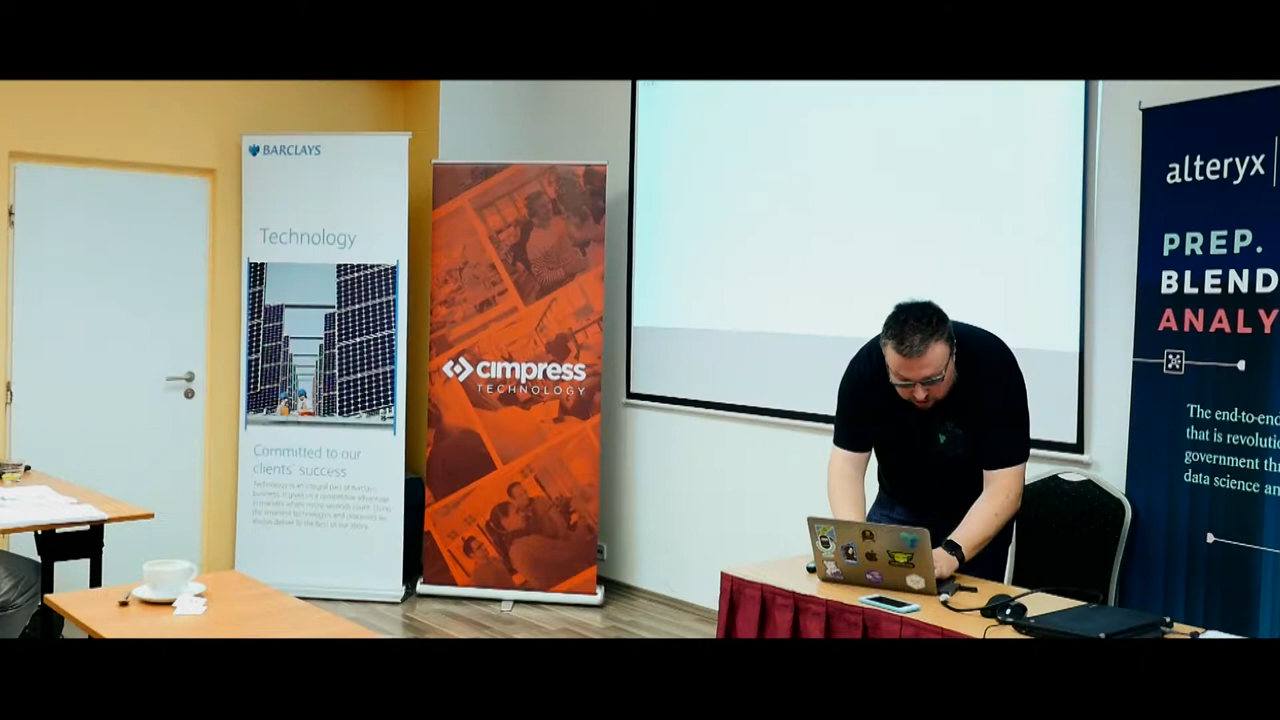 BARCLAYS
Technology
Committed to our
clients' success
cimpress
TECHNOLOGY
alteryx
PREP.
BLEND
ANALY
The end-to-end
that is revoluti
government thr
data science an